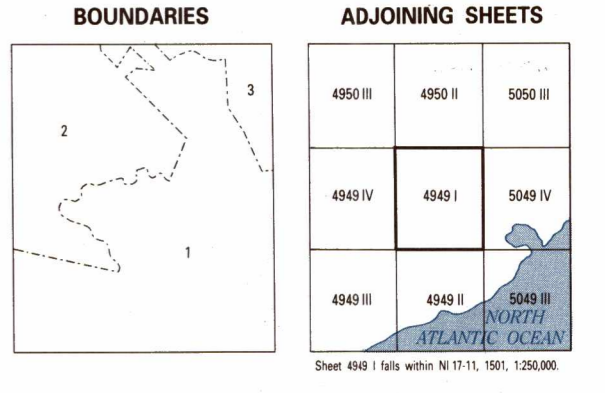 BOUNDARIES
2
3
1
ADJOINING SHEETS
4950 III 4950 II 5050 III
4949 IV 4949 I 5049 IV
4949 III 4949 II 5049 III
NORTH
ATLANTIC OCEAN
Sheet 4949 I falls within NI 17-11, 1501, 1:250,000.